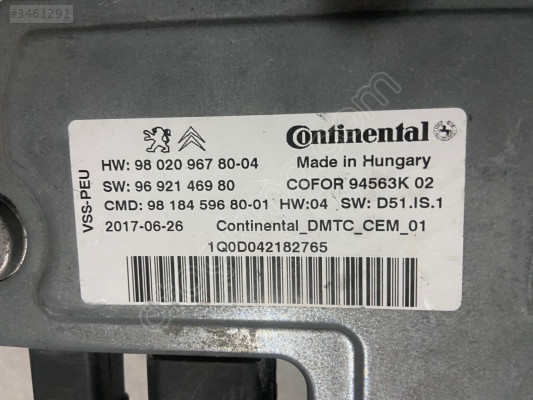 #3461291
Continental
HW: 98 020 967 80-04 Made in Hungary
SW: 96 921 469 80 COFOR 94563K 02
CMD: 98 184 596 80-01 HW:04 SW: D51.IS.1
2017-06-26 Continental_DMTC_CEM_01
1Q0D042182765
VSS-PEU